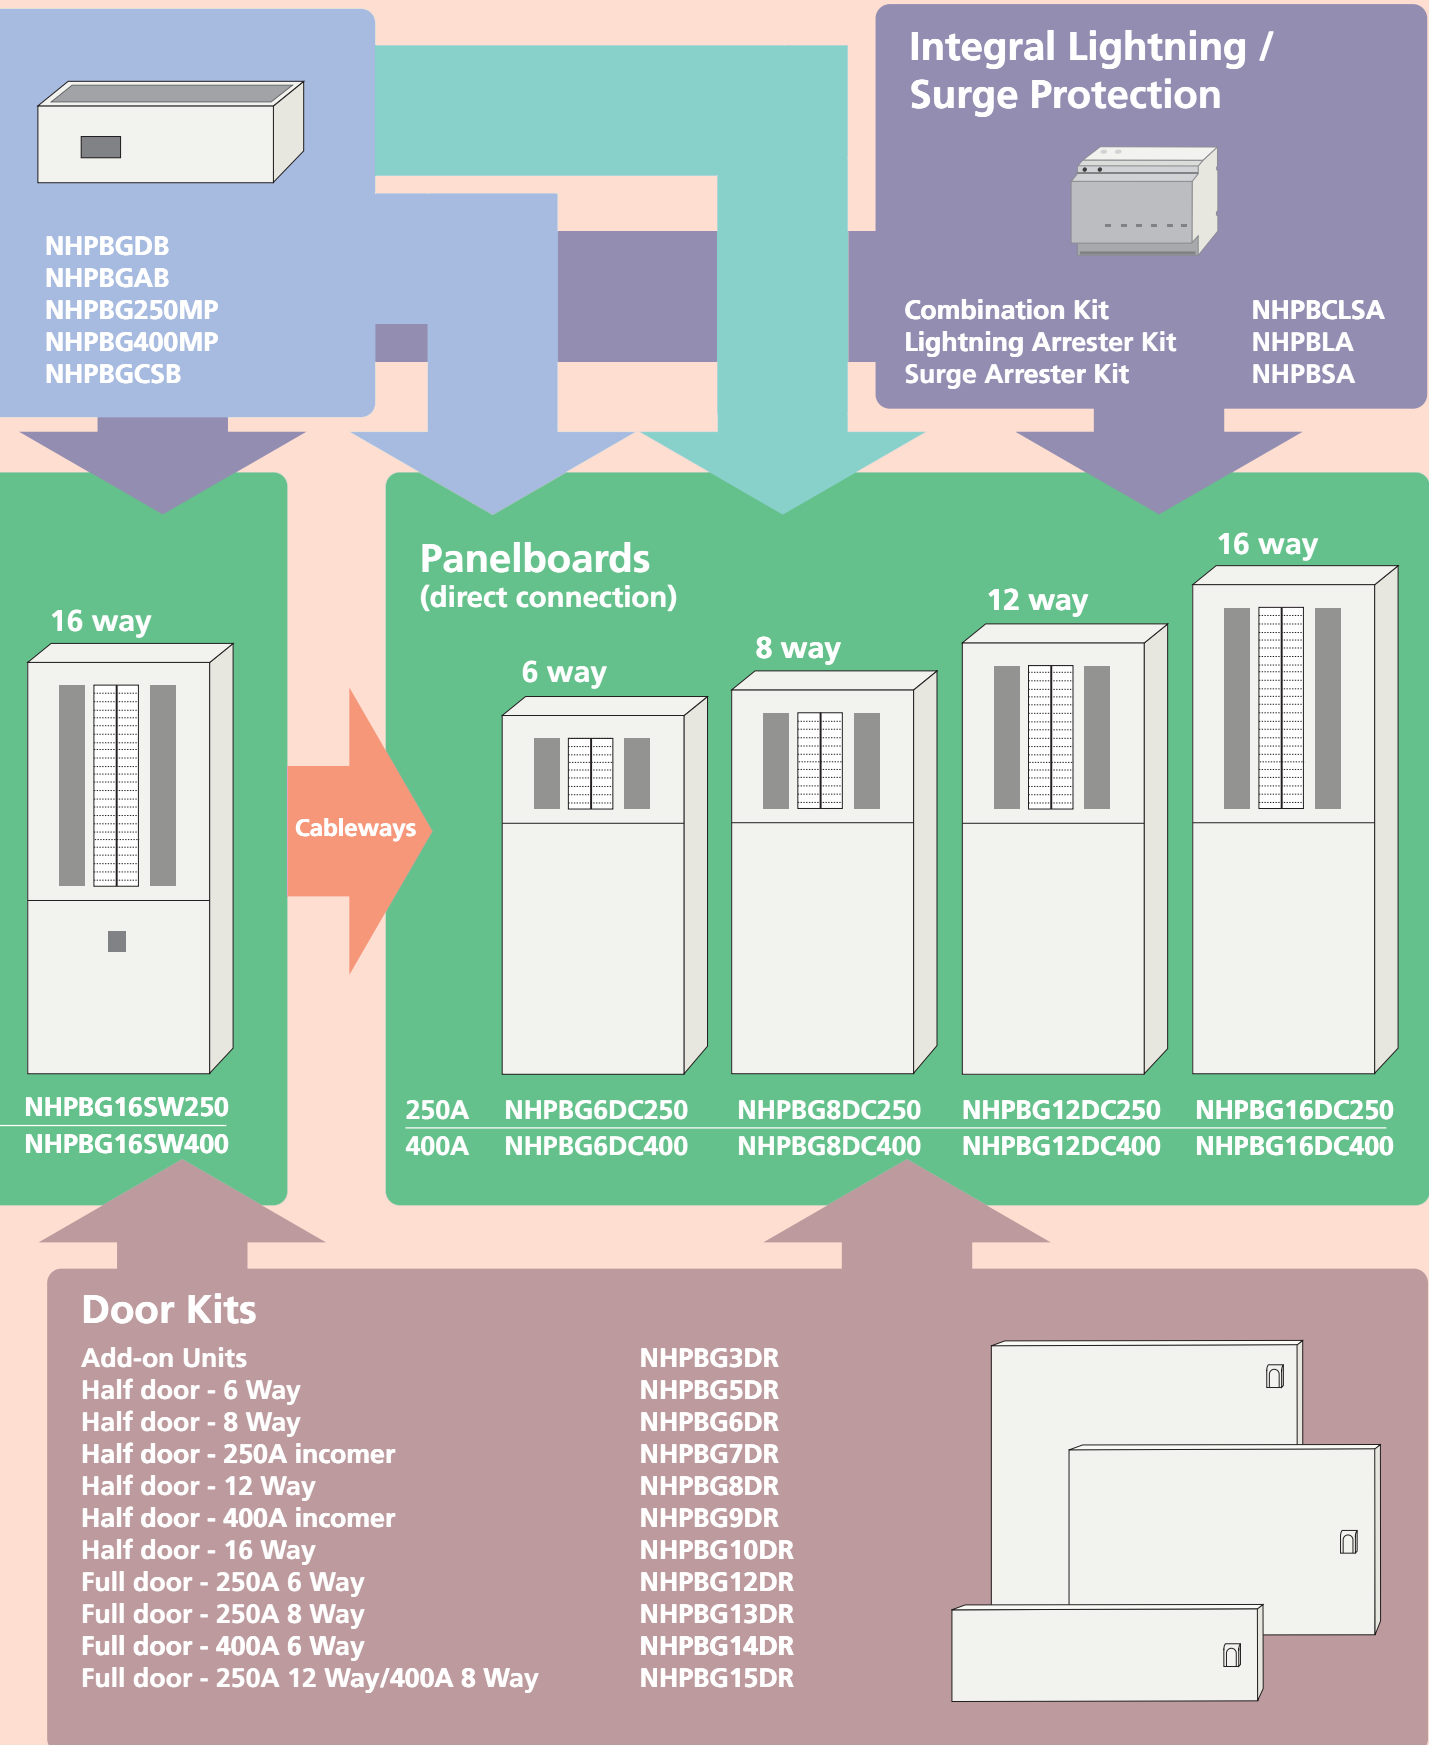 Integral Lightning /
Surge Protection
NHPBGDB
NHPBGAB
NHPBG250MP
NHPBG400MP
NHPBGCSB
Combination Kit NHPBCLSA
Lightning Arrester Kit NHPBLA
Surge Arrester Kit NHPBSA
16 way
NHPBG16SW250
NHPBG16SW400
Cableways
Panelboards
(direct connection)
6 way
8 way
12 way
16 way
250A NHPBG6DC250 NHPBG8DC250 NHPBG12DC250 NHPBG16DC250
400A NHPBG6DC400 NHPBG8DC400 NHPBG12DC400 NHPBG16DC400
Door Kits
Add-on Units NHPBG3DR
Half door - 6 Way NHPBG5DR
Half door - 8 Way NHPBG6DR
Half door - 250A incomer NHPBG7DR
Half door - 12 Way NHPBG8DR
Half door - 400A incomer NHPBG9DR
Half door - 16 Way NHPBG10DR
Full door - 250A 6 Way NHPBG12DR
Full door - 250A 8 Way NHPBG13DR
Full door - 400A 6 Way NHPBG14DR
Full door - 250A 12 Way/400A 8 Way NHPBG15DR